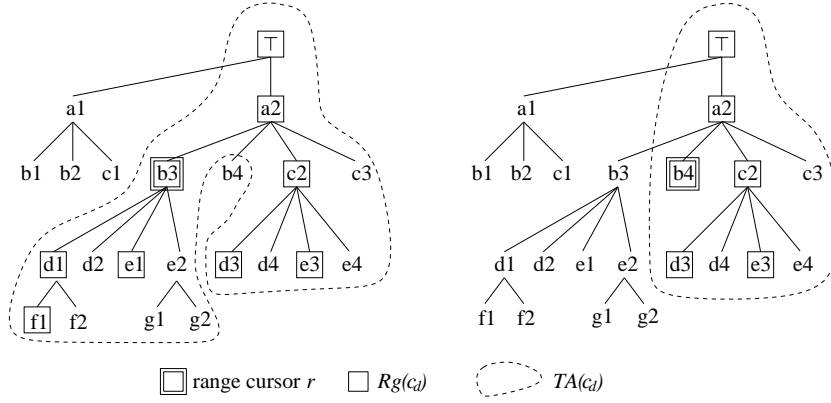 ⊤ ⊤
a1 a2 a1 a2
b1 b2 c1 b3 b4 c2 c3 b1 b2 c1 b3 b4 c2 c3
d1 d2 e1 e2 d3 d4 e3 e4 d1 d2 e1 e2 d3 d4 e3 e4
f1 f2 g1 g2 f1 f2 g1 g2
range cursor r Rg(c_d) TA(c_d)